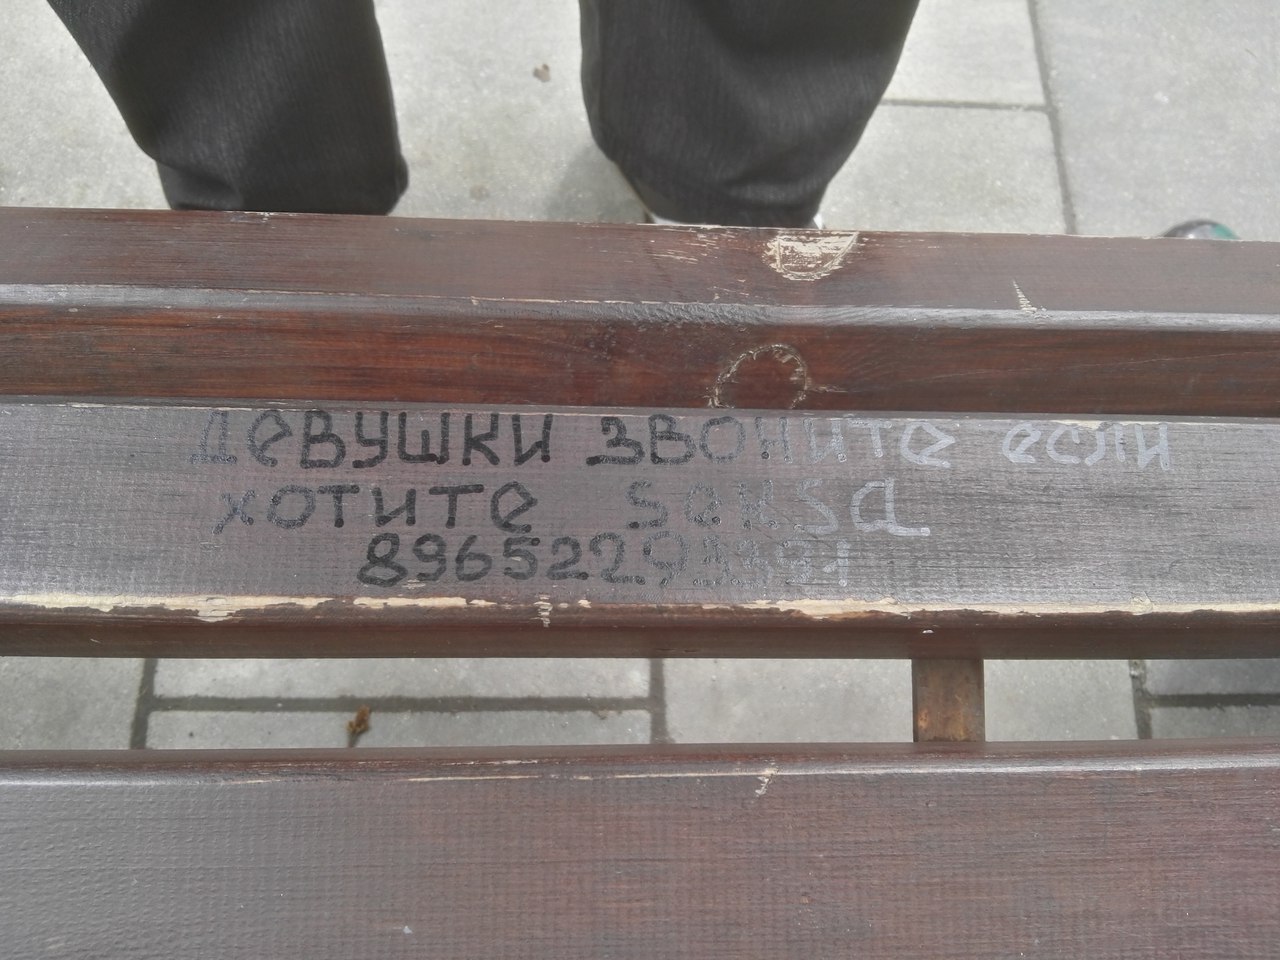 девушки звоните если
хотите seksa